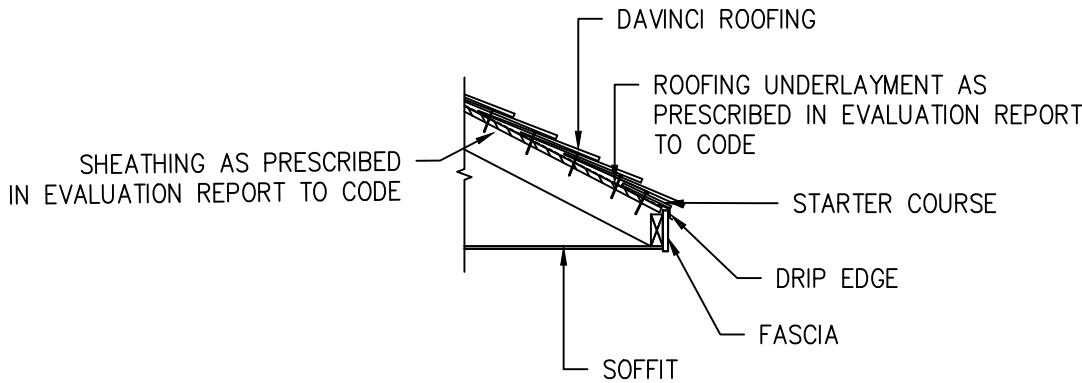 DAVINCI ROOFING
ROOFING UNDERLAYMENT AS
PRESCRIBED IN EVALUATION REPORT
TO CODE
SHEATHING AS PRESCRIBED
IN EVALUATION REPORT TO CODE
STARTER COURSE
DRIP EDGE
FASCIA
SOFFIT